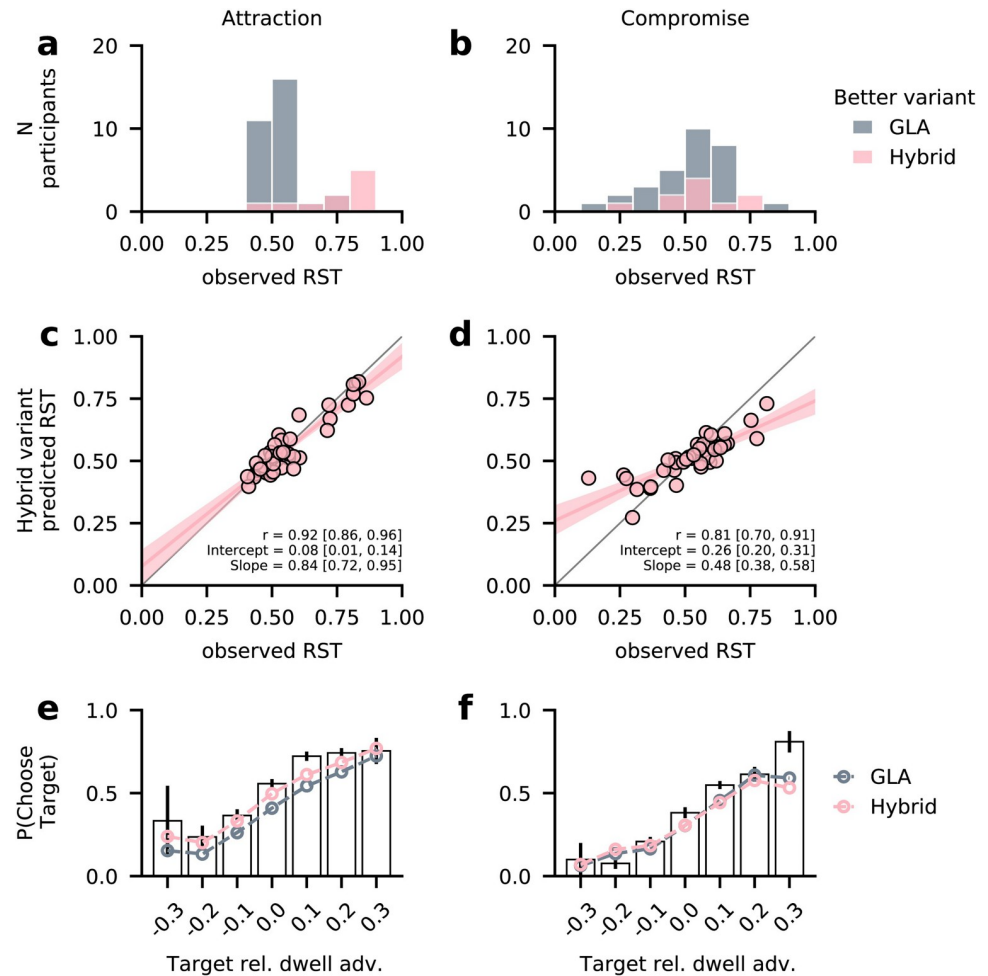 Attraction
Compromise
a
b
N
participants
20
10
0
0.00 0.25 0.50 0.75 1.00
observed RST
20
10
0
0.00 0.25 0.50 0.75 1.00
observed RST
Better variant
GLA
Hybrid
c
d
Hybrid variant
predicted RST
1.00
0.75
0.50
0.25
0.00
r = 0.92 [0.86, 0.96]
Intercept = 0.08 [0.01, 0.14]
Slope = 0.84 [0.72, 0.95]
0.00 0.25 0.50 0.75 1.00
observed RST
1.00
0.75
0.50
0.25
0.00
r = 0.81 [0.70, 0.91]
Intercept = 0.26 [0.20, 0.31]
Slope = 0.48 [0.38, 0.58]
0.00 0.25 0.50 0.75 1.00
observed RST
e
f
P(Choose
Target)
1.0
0.5
0.0
-0.3 -0.2 -0.1 0.0 0.1 0.2 0.3
Target rel. dwell adv.
1.0
0.5
0.0
-0.3 -0.2 -0.1 0.0 0.1 0.2 0.3
Target rel. dwell adv.
GLA
Hybrid